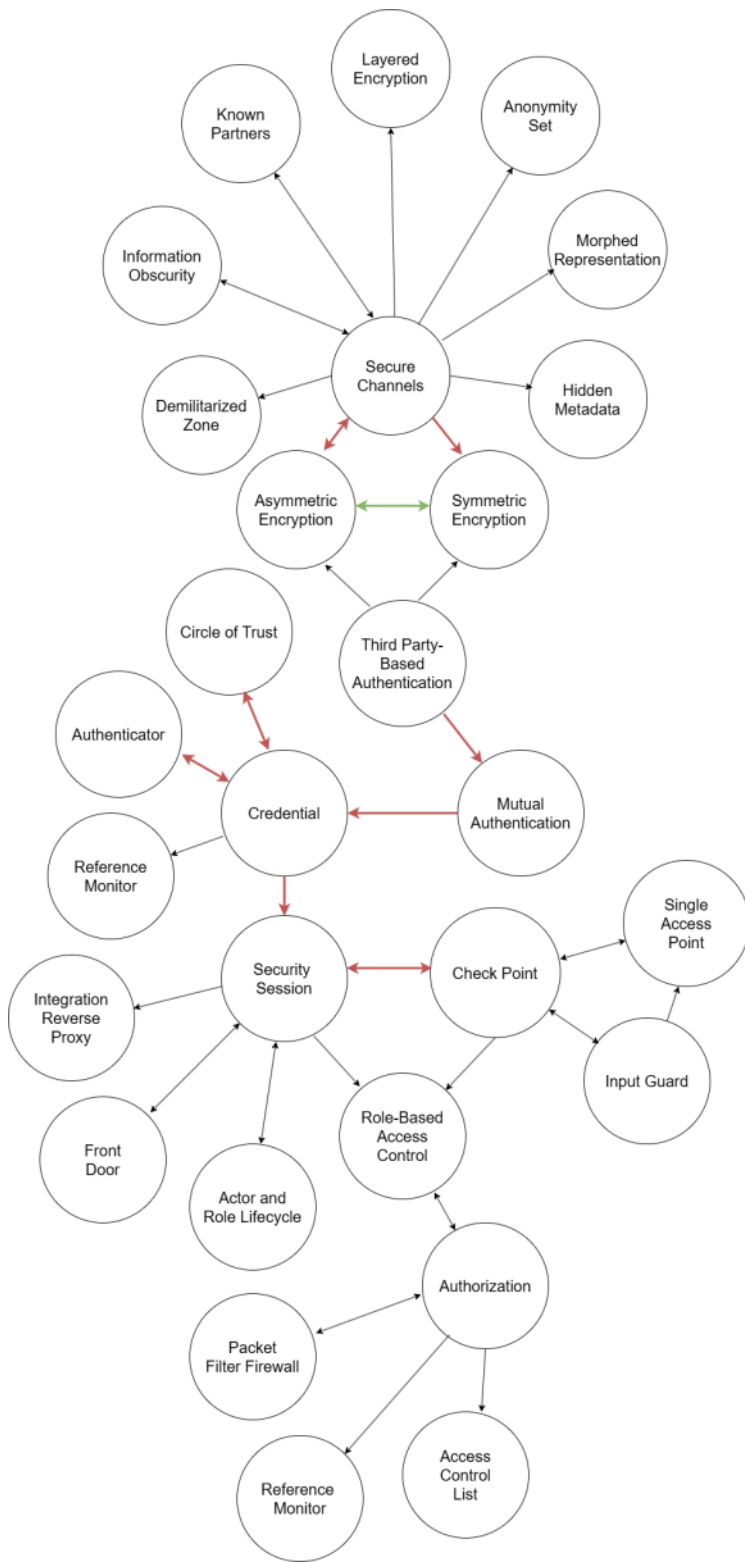 Layered
Encryption
Anonymity
Set
Known
Partners
Morphed
Representation
Information
Obscurity
Secure
Channels
Hidden
Metadata
Demilitarized
Zone
Asymmetric
Encryption
Symmetric
Encryption
Circle of Trust
Third Party-
Based
Authentication
Authenticator
Credential
Mutual
Authentication
Reference
Monitor
Single
Access
Point
Security
Session
Check Point
Integration
Reverse
Proxy
Input Guard
Role-Based
Access
Control
Front
Door
Actor and
Role Lifecycle
Authorization
Packet
Filter Firewall
Access
Control
List
Reference
Monitor